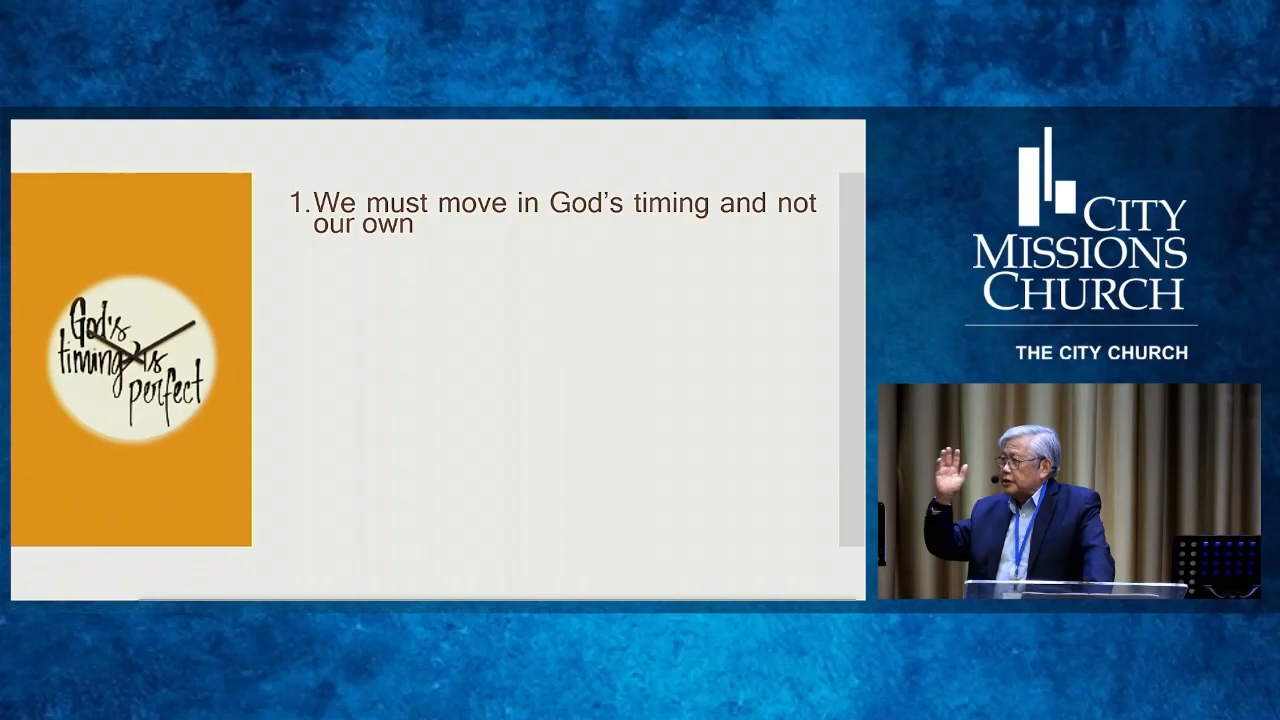 1. We must move in God’s timing and not
our own
God's
timing is
perfect
CITY
MISSIONS
CHURCH
THE CITY CHURCH